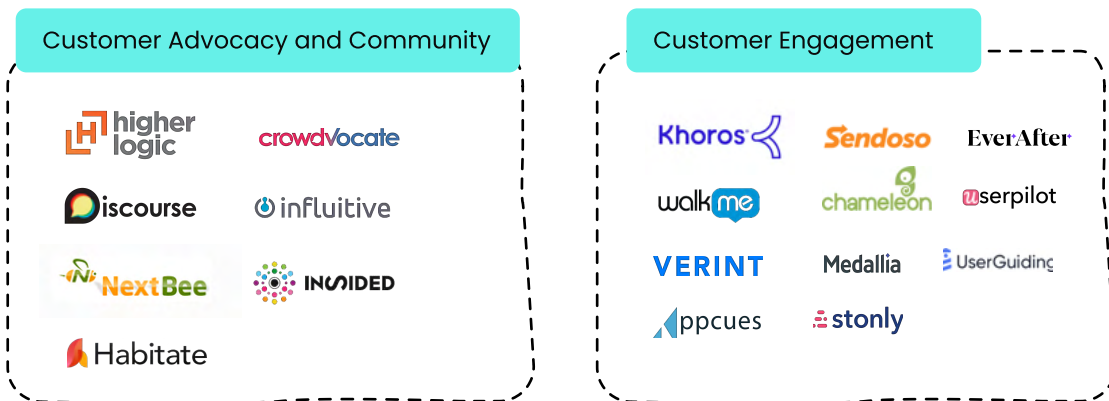 Customer Advocacy and Community
higher
logic
crowdvocate
Discourse
influitive
NextBee
INSIDED
Habitate
Customer Engagement
Khoros
Sendoso
EverAfter
walkme
chameleon
userpilot
VERINT
Medallia
UserGuiding
Appcues
stonly